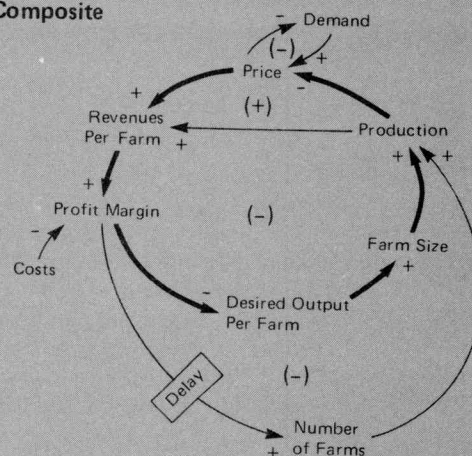 Composite
- Demand
(-) +
Price
-
+ (+)
Revenues
Per Farm
+ Production
+ +
+
Profit Margin
(-)
-
Costs
Farm Size
+
-
Desired Output
Per Farm
(-)
Delay
Number
of Farms
+